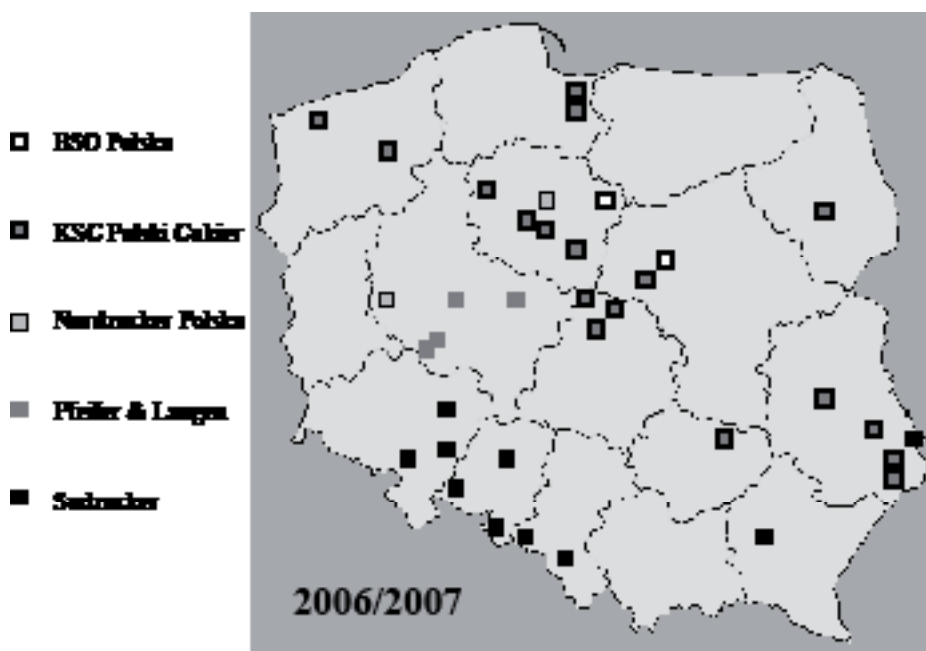 BSO Polska
KSC Polski Cukier
Nordzucker Polska
Pfeifer & Langen
Sudzucker
2006/2007